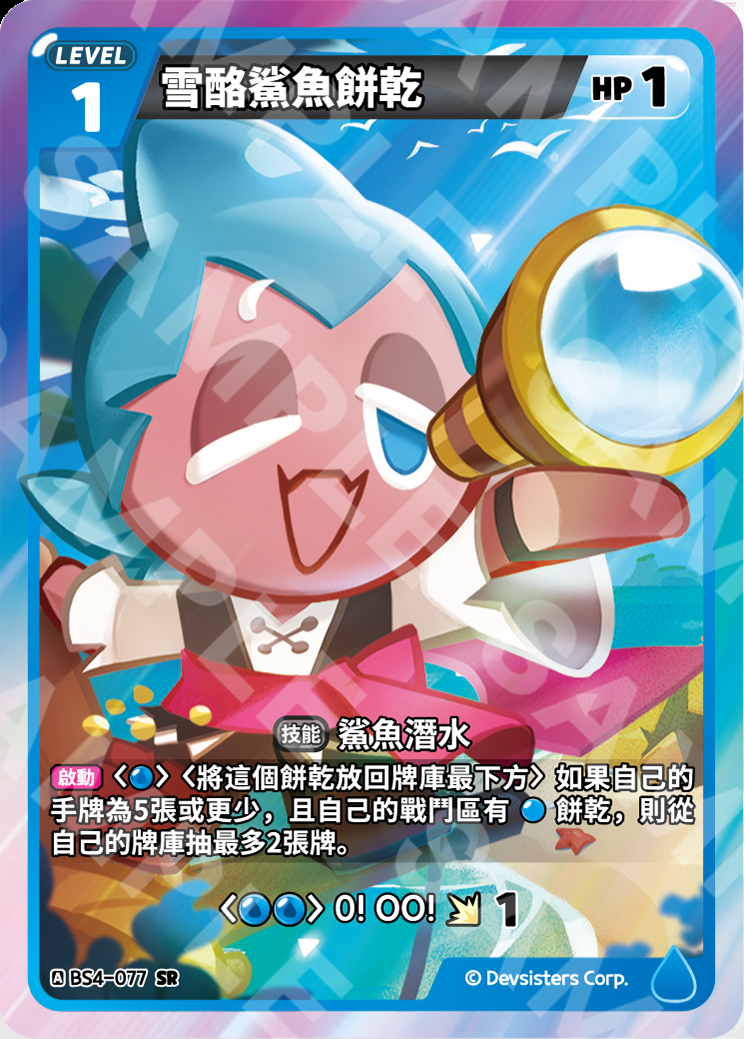 LEVEL
1
雪酪鯊魚餅乾
HP 1
技能 鯊魚潛水
啟動 〈 〉〈將這個餅乾放回牌庫最下方〉如果自己的
手牌為5張或更少，且自己的戰鬥區有 餅乾，則從
自己的牌庫抽最多2張牌。
〈 〉 O! OO! 1
A BS4-077 SR
© Devsisters Corp.
SAMPLE